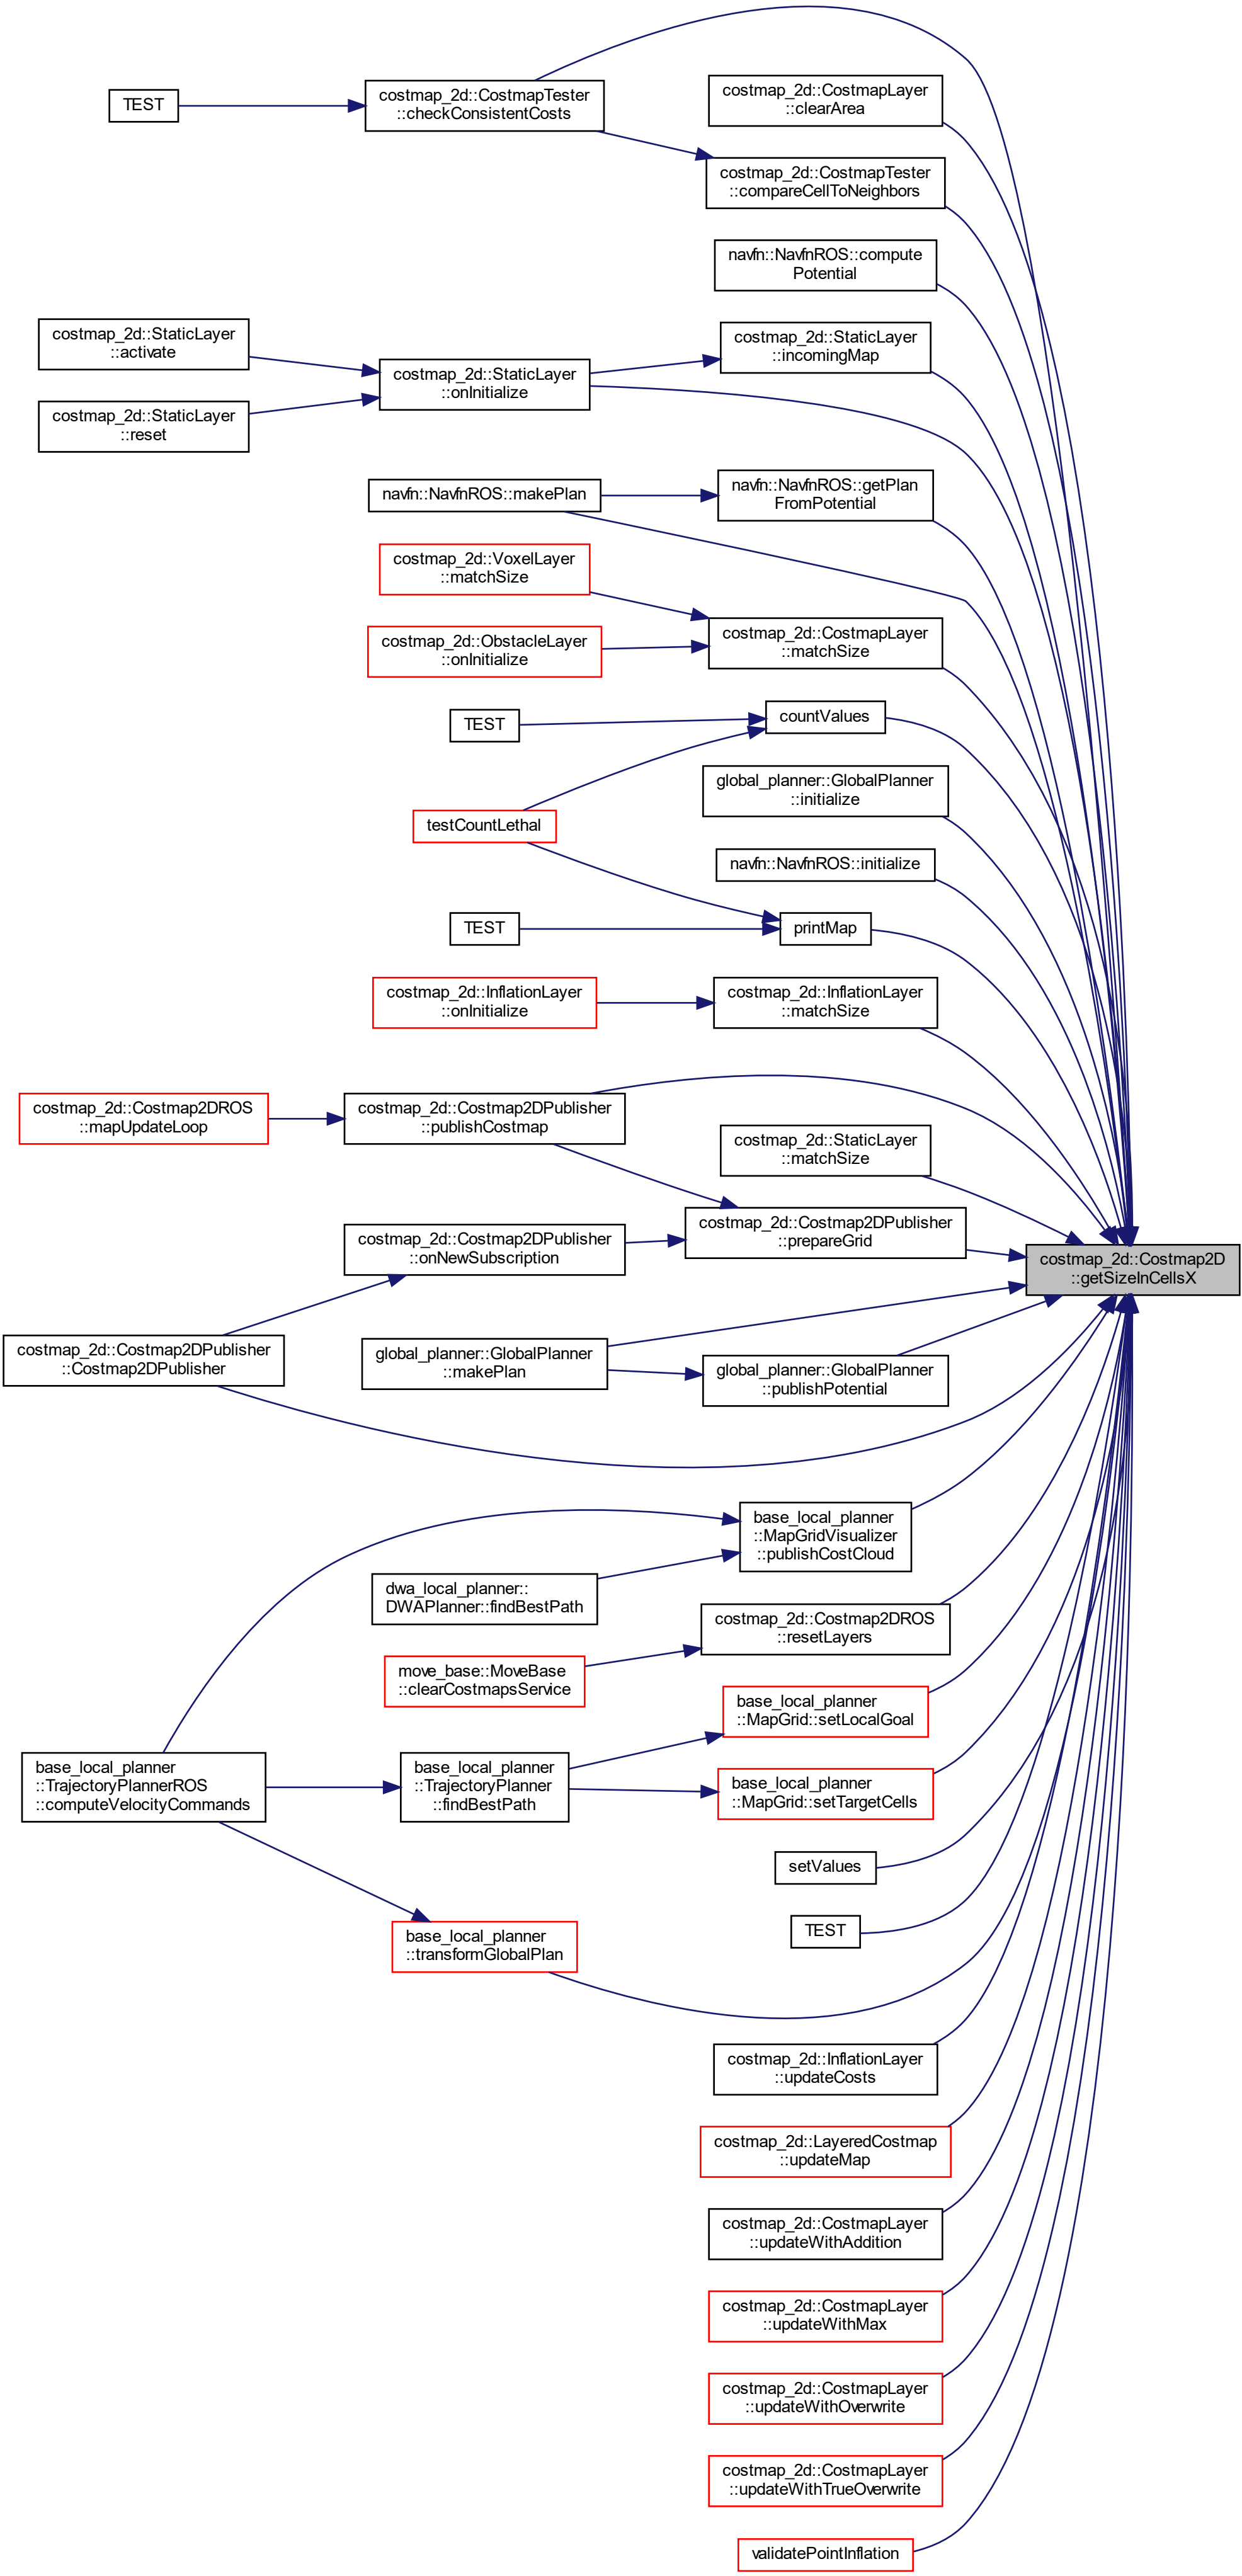 costmap_2d::CostmapTester
::checkConsistentCosts
TEST
costmap_2d::CostmapLayer
::clearArea
costmap_2d::CostmapTester
::compareCellToNeighbors
navfn::NavfnROS::compute
Potential
costmap_2d::StaticLayer
::activate
costmap_2d::StaticLayer
::incomingMap
costmap_2d::StaticLayer
::onInitialize
costmap_2d::StaticLayer
::reset
navfn::NavfnROS::makePlan
navfn::NavfnROS::getPlan
FromPotential
costmap_2d::VoxelLayer
::matchSize
costmap_2d::ObstacleLayer
::onInitialize
costmap_2d::CostmapLayer
::matchSize
TEST
countValues
global_planner::GlobalPlanner
::initialize
testCountLethal
navfn::NavfnROS::initialize
TEST
printMap
costmap_2d::InflationLayer
::onInitialize
costmap_2d::InflationLayer
::matchSize
costmap_2d::Costmap2DROS
::mapUpdateLoop
costmap_2d::Costmap2DPublisher
::publishCostmap
costmap_2d::StaticLayer
::matchSize
costmap_2d::Costmap2DPublisher
::prepareGrid
costmap_2d::Costmap2DPublisher
::onNewSubscription
costmap_2d::Costmap2D
::getSizeInCellsX
costmap_2d::Costmap2DPublisher
::Costmap2DPublisher
global_planner::GlobalPlanner
::makePlan
global_planner::GlobalPlanner
::publishPotential
base_local_planner
::MapGridVisualizer
::publishCostCloud
dwa_local_planner::
DWAPlanner::findBestPath
costmap_2d::Costmap2DROS
::resetLayers
move_base::MoveBase
::clearCostmapsService
base_local_planner
::MapGrid::setLocalGoal
base_local_planner
::TrajectoryPlannerROS
::computeVelocityCommands
base_local_planner
::TrajectoryPlanner
::findBestPath
base_local_planner
::MapGrid::setTargetCells
setValues
TEST
base_local_planner
::transformGlobalPlan
costmap_2d::InflationLayer
::updateCosts
costmap_2d::LayeredCostmap
::updateMap
costmap_2d::CostmapLayer
::updateWithAddition
costmap_2d::CostmapLayer
::updateWithMax
costmap_2d::CostmapLayer
::updateWithOverwrite
costmap_2d::CostmapLayer
::updateWithTrueOverwrite
validatePointInflation